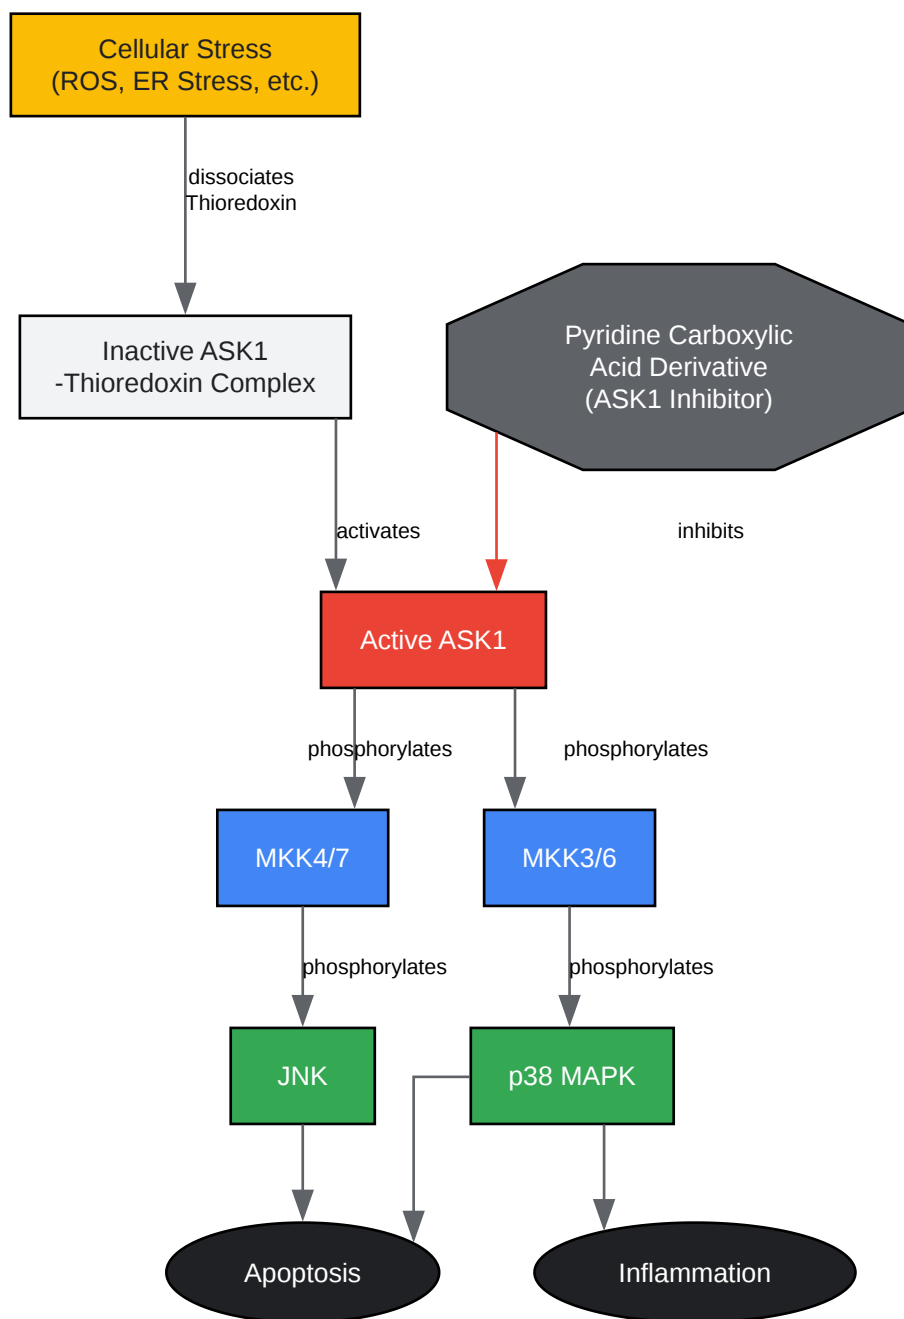 Cellular Stress
(ROS, ER Stress, etc.)
dissociates
Thioredoxin
Inactive ASK1
-Thioredoxin Complex
Pyridine Carboxylic
Acid Derivative
(ASK1 Inhibitor)
activates
inhibits
Active ASK1
phosphorylates
phosphorylates
MKK4/7
MKK3/6
phosphorylates
phosphorylates
JNK
p38 MAPK
Apoptosis
Inflammation